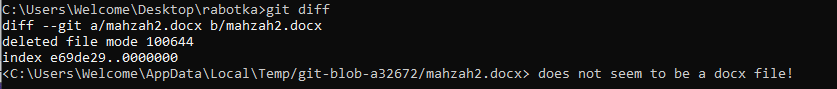 C:\Users\Welcome\Desktop\rabotka>git diff
diff --git a/mahzah2.docx b/mahzah2.docx
deleted file mode 100644
index e69de29..0000000
<C:\Users\Welcome\AppData\Local\Temp/git-blob-a32672/mahzah2.docx> does not seem to be a docx file!